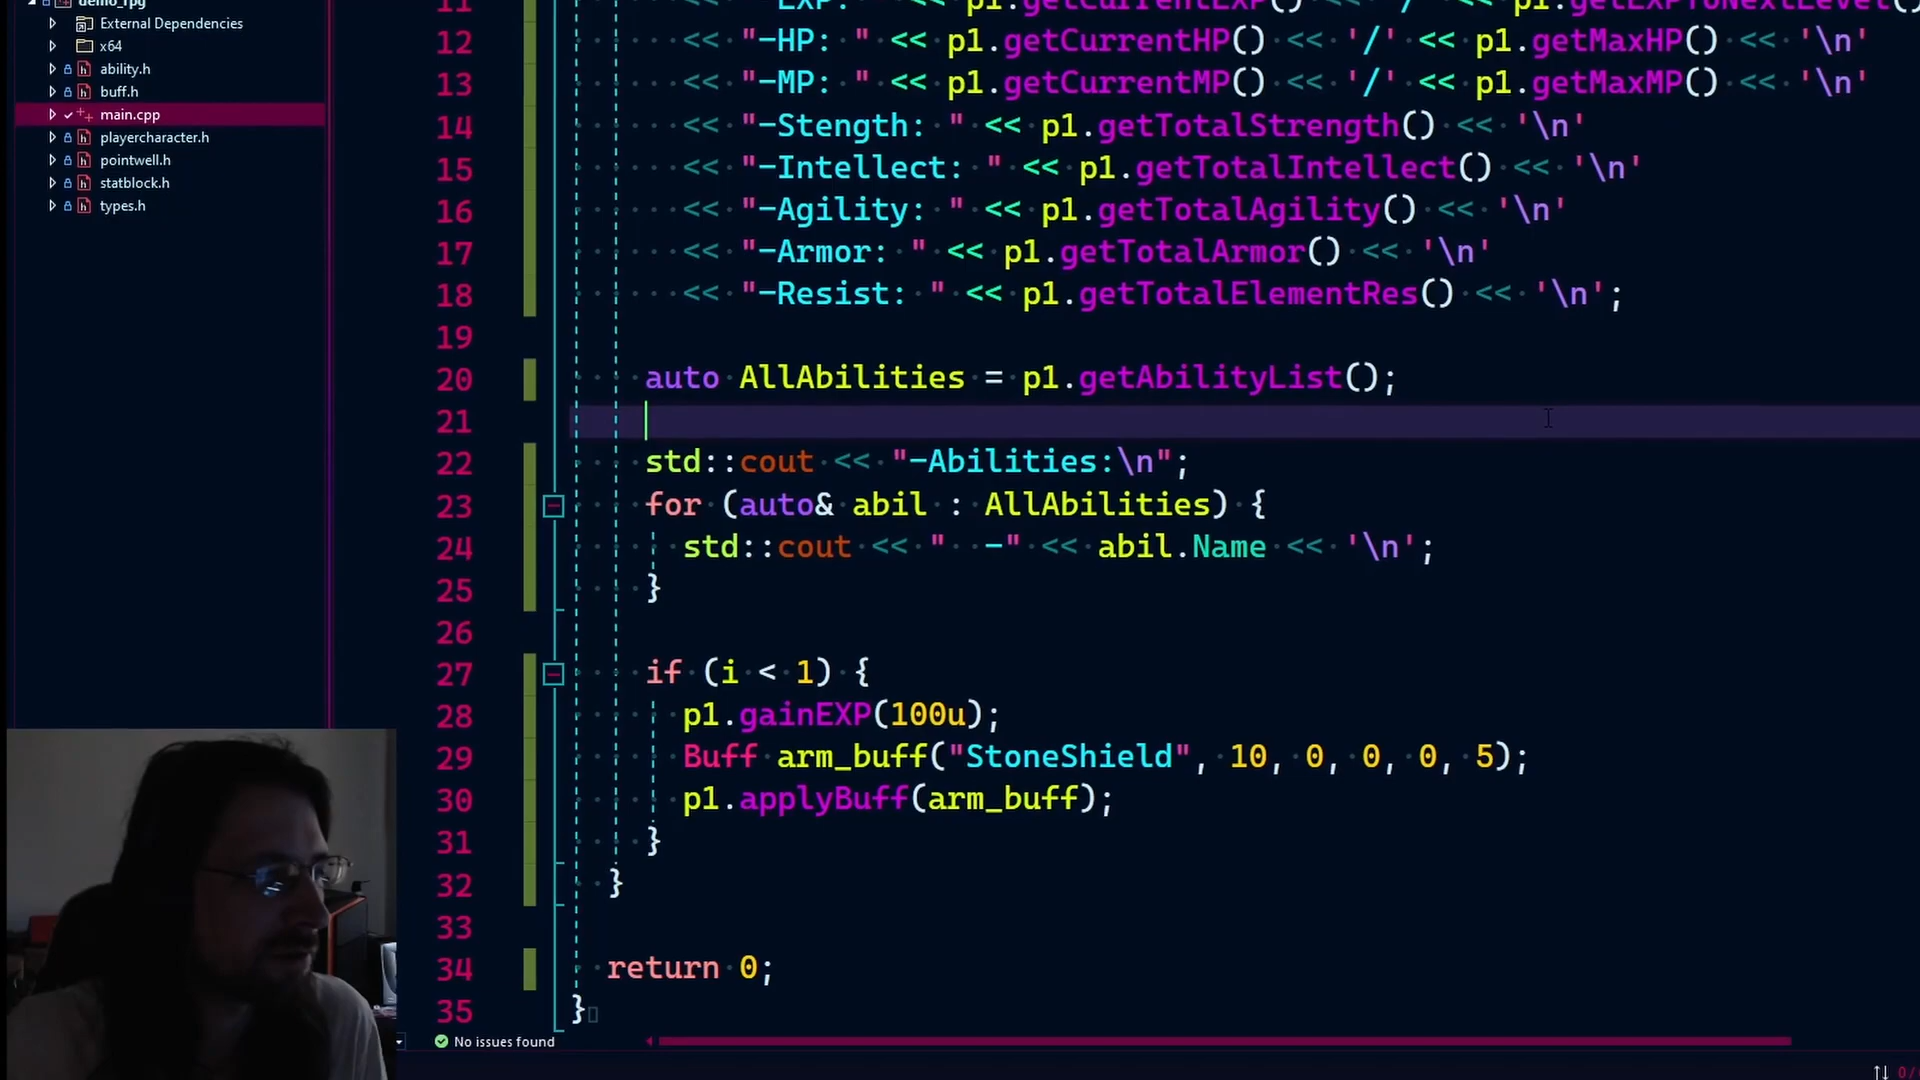 demo_rpg
External Dependencies
x64
ability.h
buff.h
main.cpp
playercharacter.h
pointwell.h
statblock.h
types.h
11 << "-EXP: " << p1.getCurrentEXP() << '/' << p1.getEXPToNextLevel()
12 << "-HP: " << p1.getCurrentHP() << '/' << p1.getMaxHP() << '\n'
13 << "-MP: " << p1.getCurrentMP() << '/' << p1.getMaxMP() << '\n'
14 << "-Stength: " << p1.getTotalStrength() << '\n'
15 << "-Intellect: " << p1.getTotalIntellect() << '\n'
16 << "-Agility: " << p1.getTotalAgility() << '\n'
17 << "-Armor: " << p1.getTotalArmor() << '\n'
18 << "-Resist: " << p1.getTotalElementRes() << '\n';
19
20 auto AllAbilities = p1.getAbilityList();
21
22 std::cout << "-Abilities:\n";
23 for (auto& abil : AllAbilities) {
24 std::cout << "  -" << abil.Name << '\n';
25 }
26
27 if (i < 1) {
28 p1.gainEXP(100u);
29 Buff arm_buff("StoneShield", 10, 0, 0, 0, 5);
30 p1.applyBuff(arm_buff);
31 }
32 }
33
34 return 0;
35 }
No issues found